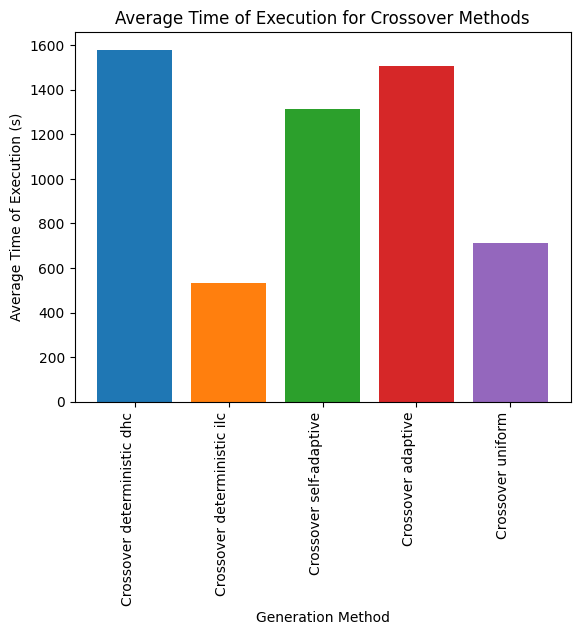 Average Time of Execution for Crossover Methods
Average Time of Execution (s)
1600
1400
1200
1000
800
600
400
200
0
Crossover deterministic dhc
Crossover deterministic ilc
Crossover self-adaptive
Crossover adaptive
Crossover uniform
Generation Method